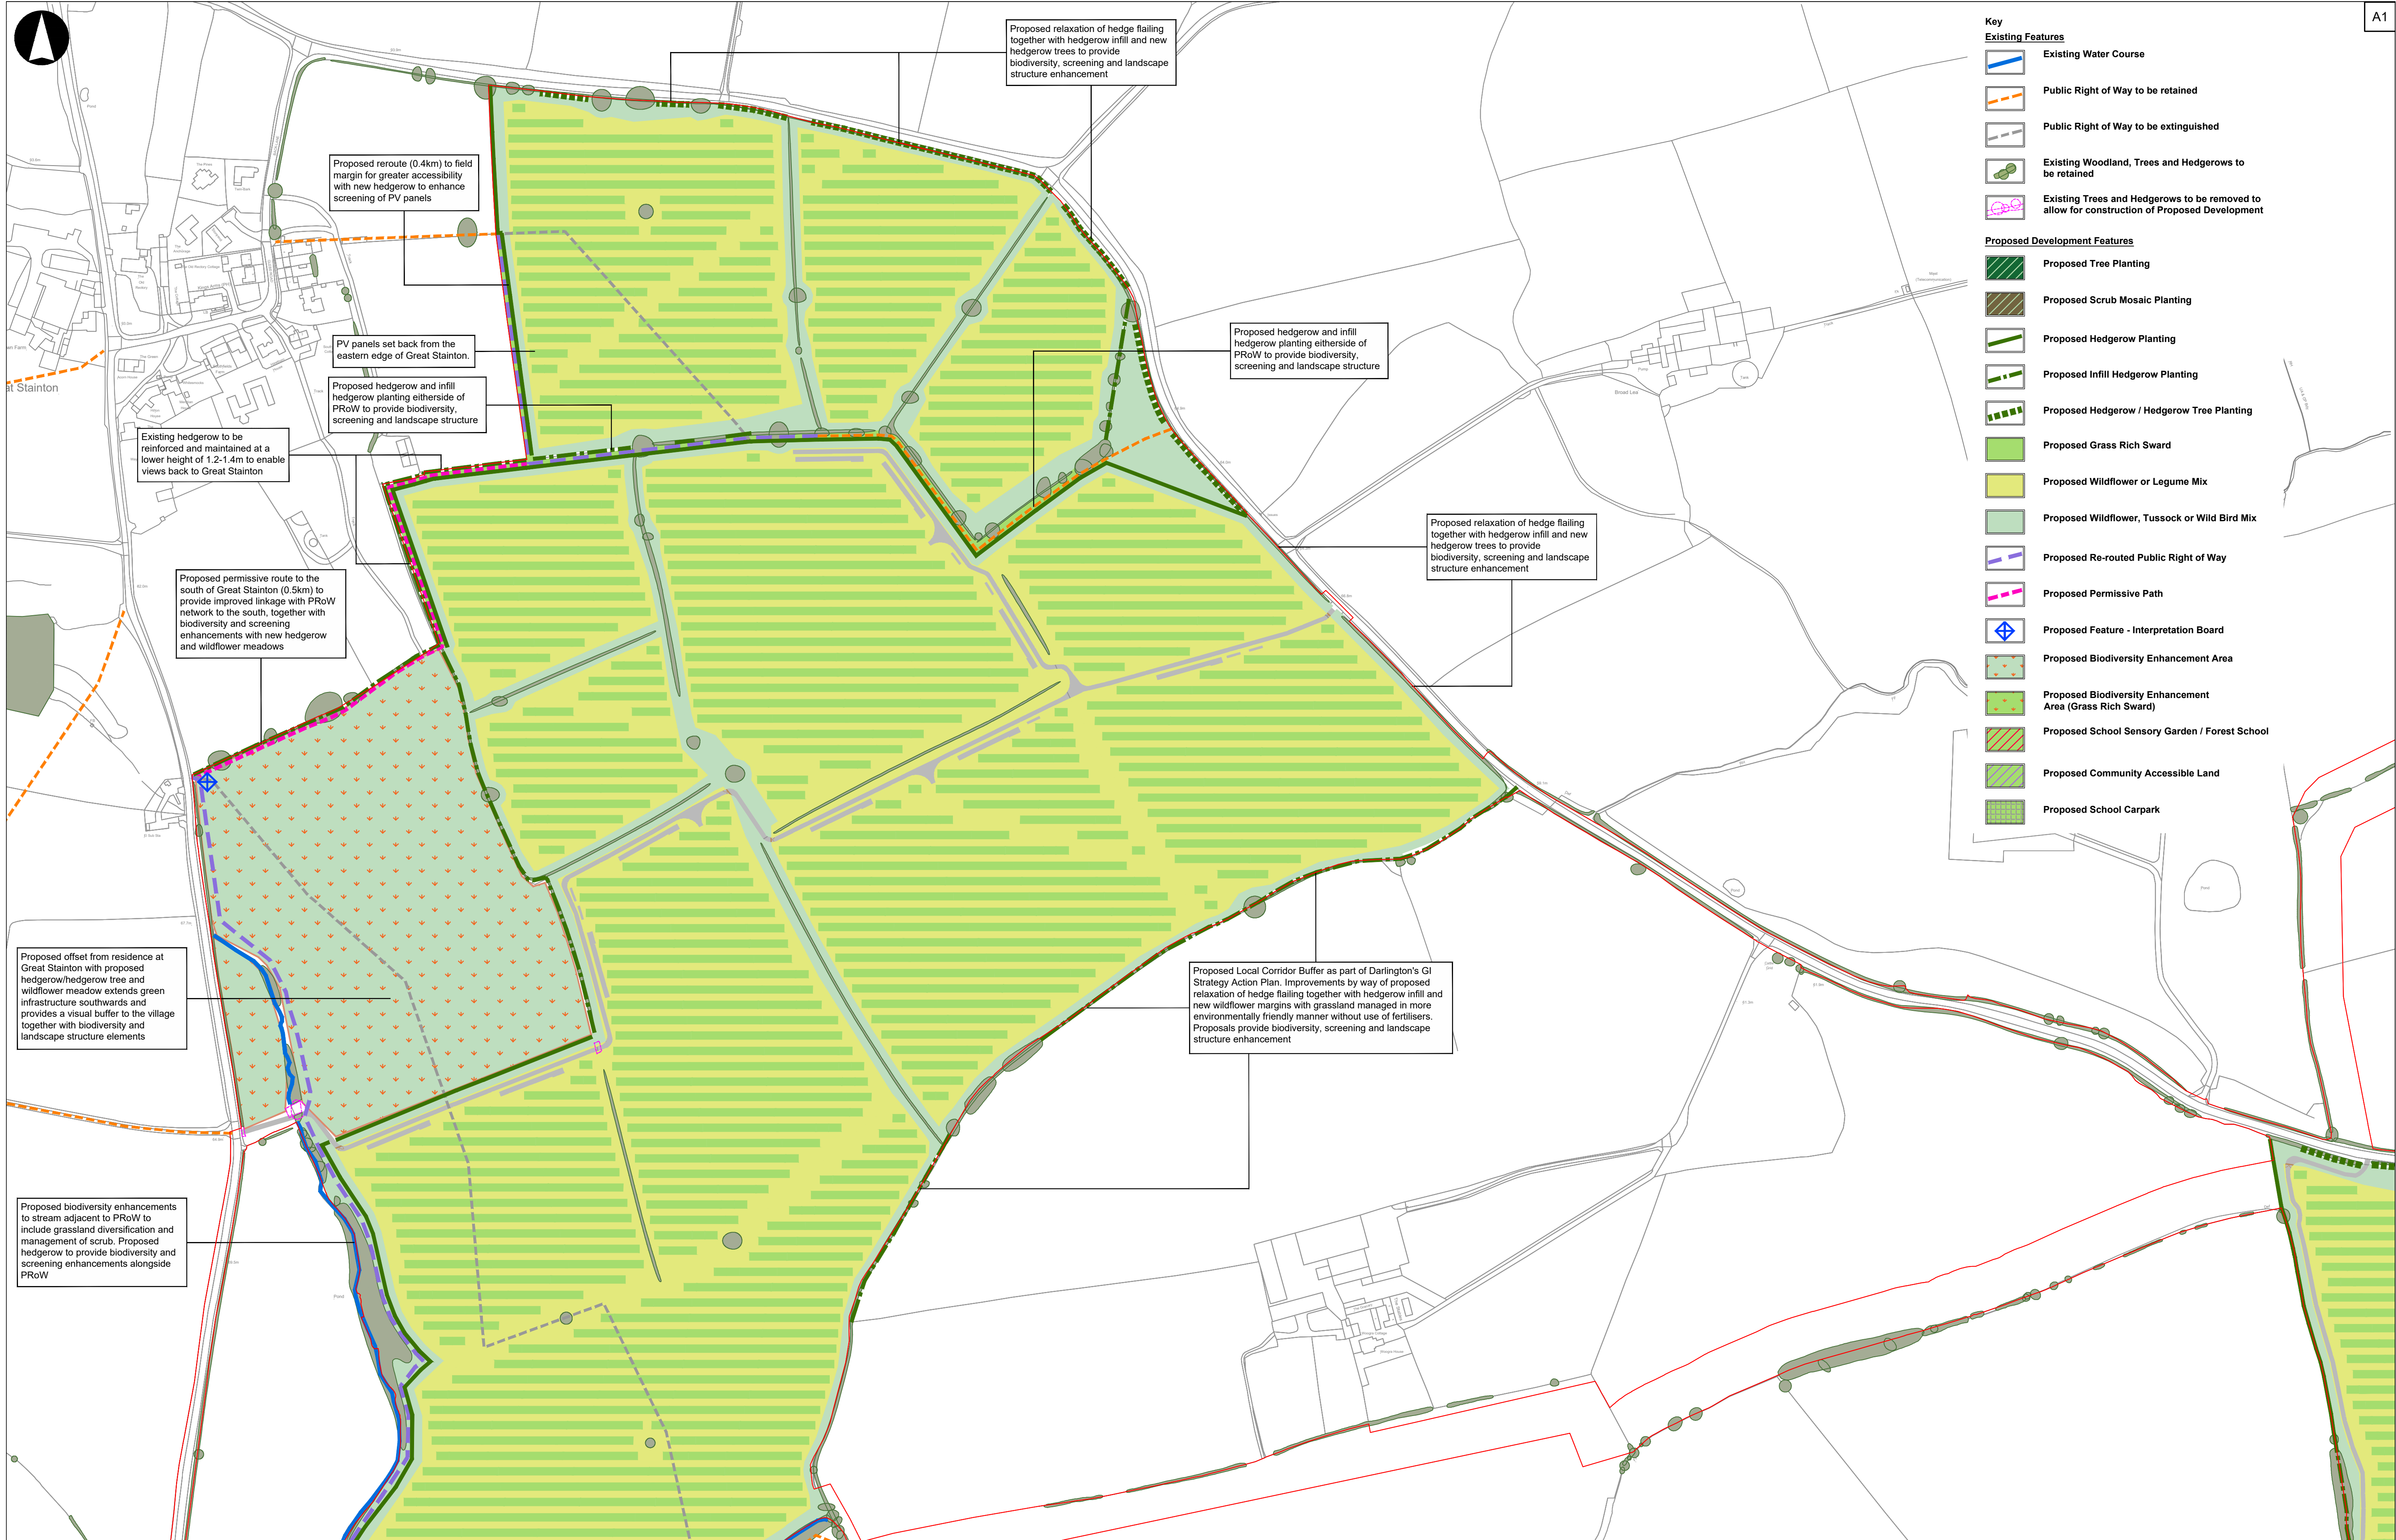 A1
Key
Existing Features
Existing Water Course
Public Right of Way to be retained
Public Right of Way to be extinguished
Existing Woodland, Trees and Hedgerows to
be retained
Existing Trees and Hedgerows to be removed to
allow for construction of Proposed Development
Proposed Development Features
Proposed Tree Planting
Proposed Scrub Mosaic Planting
Proposed Hedgerow Planting
Proposed Infill Hedgerow Planting
Proposed Hedgerow / Hedgerow Tree Planting
Proposed Grass Rich Sward
Proposed Wildflower or Legume Mix
Proposed Wildflower, Tussock or Wild Bird Mix
Proposed Re-routed Public Right of Way
Proposed Permissive Path
Proposed Feature - Interpretation Board
Proposed Biodiversity Enhancement Area
Proposed Biodiversity Enhancement
Area (Grass Rich Sward)
Proposed School Sensory Garden / Forest School
Proposed Community Accessible Land
Proposed School Carpark
Proposed relaxation of hedge flailing
together with hedgerow infill and new
hedgerow trees to provide
biodiversity, screening and landscape
structure enhancement
Proposed reroute (0.4km) to field
margin for greater accessibility
with new hedgerow to enhance
screening of PV panels
PV panels set back from the
eastern edge of Great Stainton.
Proposed hedgerow and infill
hedgerow planting eitherside of
PRoW to provide biodiversity,
screening and landscape structure
Proposed hedgerow and infill
hedgerow planting eitherside of
PRoW to provide biodiversity,
screening and landscape structure
at Stainton
Existing hedgerow to be
reinforced and maintained at a
lower height of 1.2-1.4m to enable
views back to Great Stainton
Proposed relaxation of hedge flailing
together with hedgerow infill and new
hedgerow trees to provide
biodiversity, screening and landscape
structure enhancement
Proposed permissive route to the
south of Great Stainton (0.5km) to
provide improved linkage with PRoW
network to the south, together with
biodiversity and screening
enhancements with new hedgerow
and wildflower meadows
Proposed offset from residence at
Great Stainton with proposed
hedgerow/hedgerow tree and
wildflower meadow extends green
infrastructure southwards and
provides a visual buffer to the village
together with biodiversity and
landscape structure elements
Proposed Local Corridor Buffer as part of Darlington's GI
Strategy Action Plan. Improvements by way of proposed
relaxation of hedge flailing together with hedgerow infill and
new wildflower margins with grassland managed in more
environmentally friendly manner without use of fertilisers.
Proposals provide biodiversity, screening and landscape
structure enhancement
Proposed biodiversity enhancements
to stream adjacent to PRoW to
include grassland diversification and
management of scrub. Proposed
hedgerow to provide biodiversity and
screening enhancements alongside
PRoW
Pond
Broad Lea
Pond
Pond
Pond